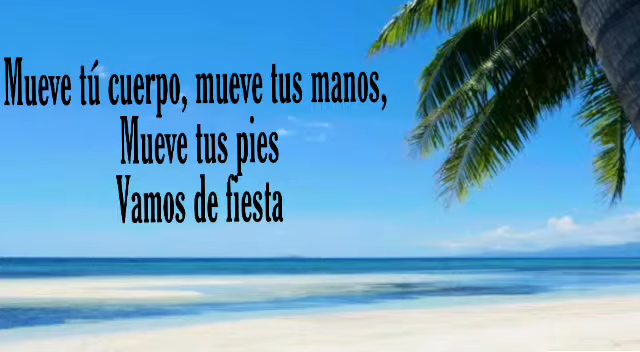 Mueve tú cuerpo, mueve tus manos,
Mueve tus pies
Vamos de fiesta